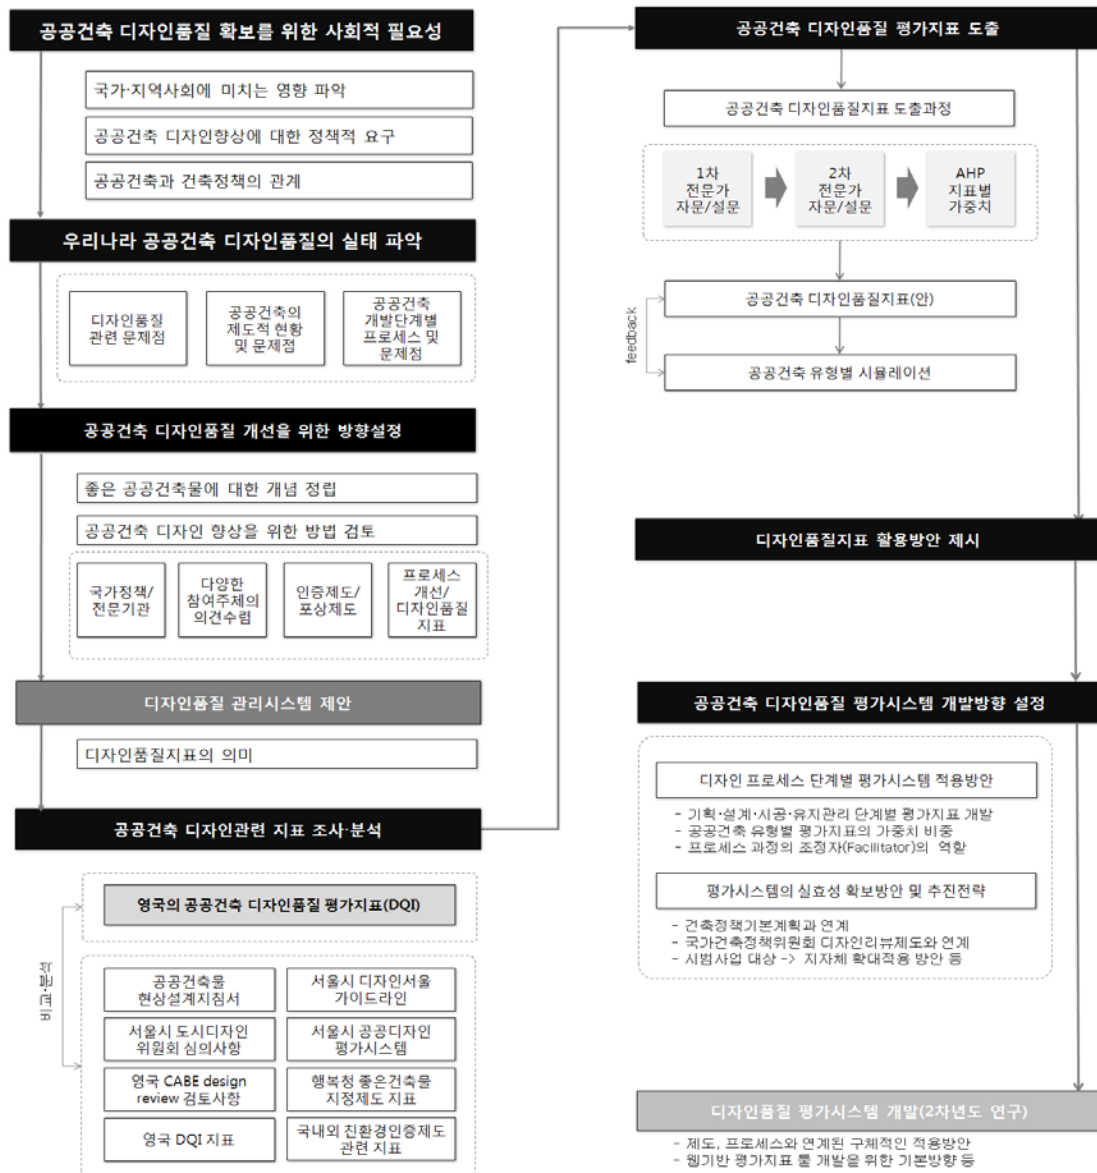 공공건축 디자인품질 확보를 위한 사회적 필요성
국가·지역사회에 미치는 영향 파악
공공건축 디자인향상에 대한 정책적 요구
공공건축과 건축정책의 관계
우리나라 공공건축 디자인품질의 실태 파악
디자인품질
관련 문제점
공공건축의
제도적 현황
및 문제점
공공건축
개발단계별
프로세스 및
문제점
공공건축 디자인품질 개선을 위한 방향설정
좋은 공공건축물에 대한 개념 정립
공공건축 디자인 향상을 위한 방법 검토
국가정책/
전문기관
다양한
참여주체의
의견수렴
인증제도/
포상제도
프로세스
개선/
디자인품질
지표
디자인품질 관리시스템 제안
디자인품질지표의 의미
공공건축 디자인관련 지표 조사·분석
영국의 공공건축 디자인품질 평가지표(DQI)
비교·분석
공공건축물
현상설계지침서
서울시 디자인서울
가이드라인
서울시 도시디자인
위원회 심의사항
서울시 공공디자인
평가시스템
영국 CABE design
review 검토사항
행복청 좋은건축물
지정제도 지표
영국 DQI 지표
국내외 친환경인증제도
관련 지표
공공건축 디자인품질 평가지표 도출
공공건축 디자인품질지표 도출과정
1차
전문가
자문/설문
2차
전문가
자문/설문
AHP
지표별
가중치
공공건축 디자인품질지표(안)
feedback
공공건축 유형별 시뮬레이션
디자인품질지표 활용방안 제시
공공건축 디자인품질 평가시스템 개발방향 설정
디자인 프로세스 단계별 평가시스템 적용방안
- 기획·설계·시공·유지관리 단계별 평가지표 개발
- 공공건축 유형별 평가지표의 가중치 비중
- 프로세스 과정의 조정자(Facilitator)의 역할
평가시스템의 실효성 확보방안 및 추진전략
- 건축정책기본계획과 연계
- 국가건축정책위원회 디자인리뷰제도와 연계
- 시범사업 대상 -> 지자체 확대적용 방안 등
디자인품질 평가시스템 개발(2차년도 연구)
- 제도, 프로세스와 연계된 구체적인 적용방안
- 웹기반 평가지표 툴 개발을 위한 기본방향 등